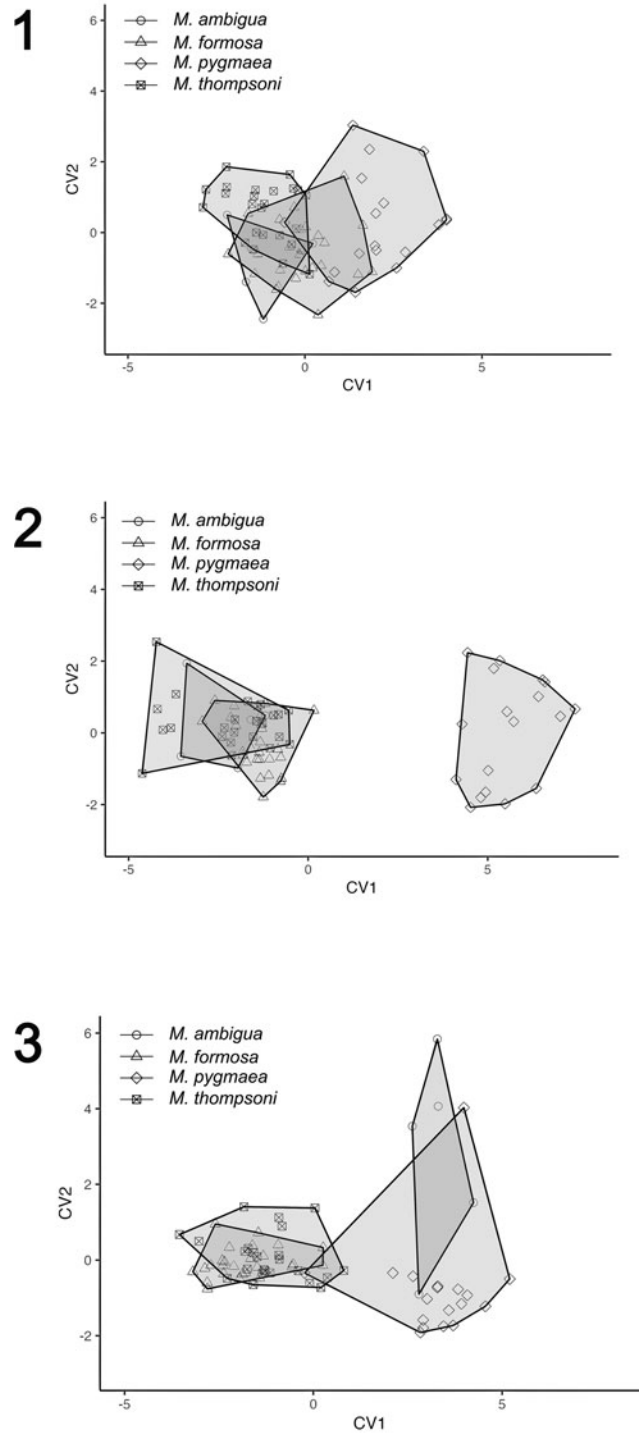 1
M. ambigua
M. formosa
M. pygmaea
M. thompsoni
6
4
2
0
-2
CV2
-5
0
5
CV1
2
M. ambigua
M. formosa
M. pygmaea
M. thompsoni
6
4
2
0
-2
CV2
-5
0
5
CV1
3
M. ambigua
M. formosa
M. pygmaea
M. thompsoni
6
4
2
0
-2
CV2
-5
0
5
CV1